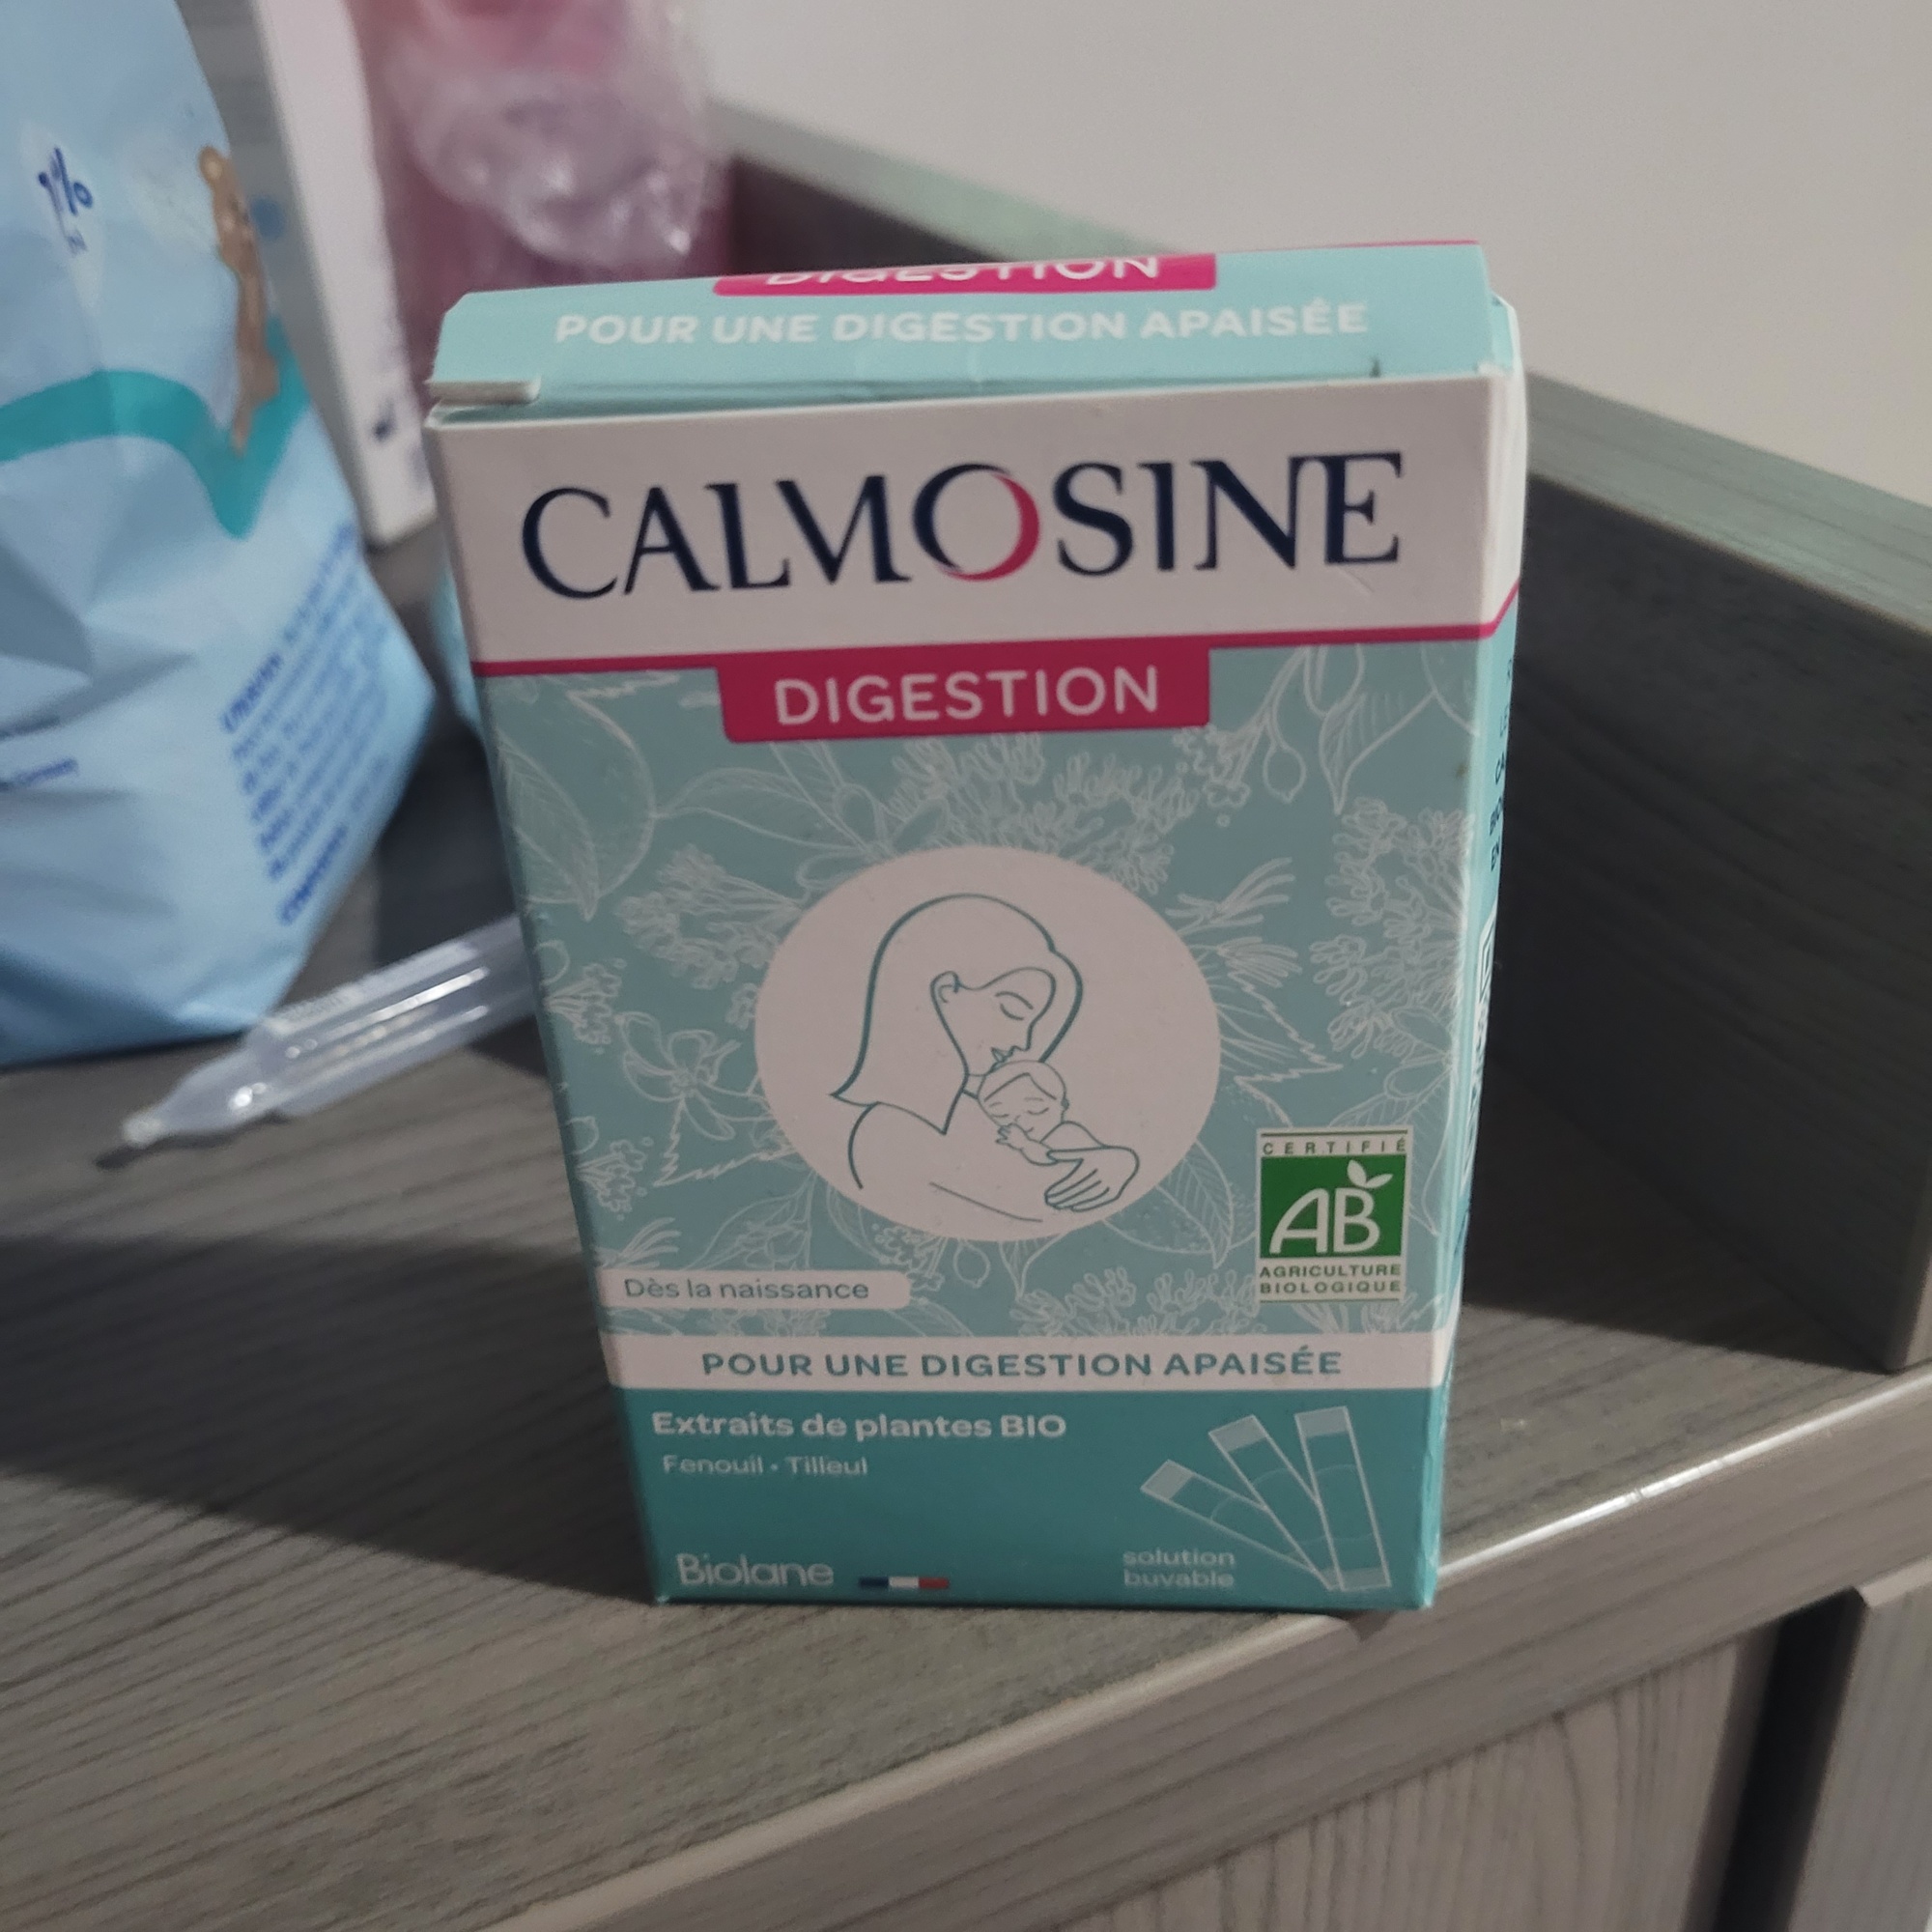 1%
DIGESTION
POUR UNE DIGESTION APAISÉE
CALMOSINE
DIGESTION
CERTIFIÉ
AB
AGRICULTURE
BIOLOGIQUE
Dès la naissance
POUR UNE DIGESTION APAISÉE
Extraits de plantes BIO
Fenouil • Tilleul
solution
buvable
Biolane